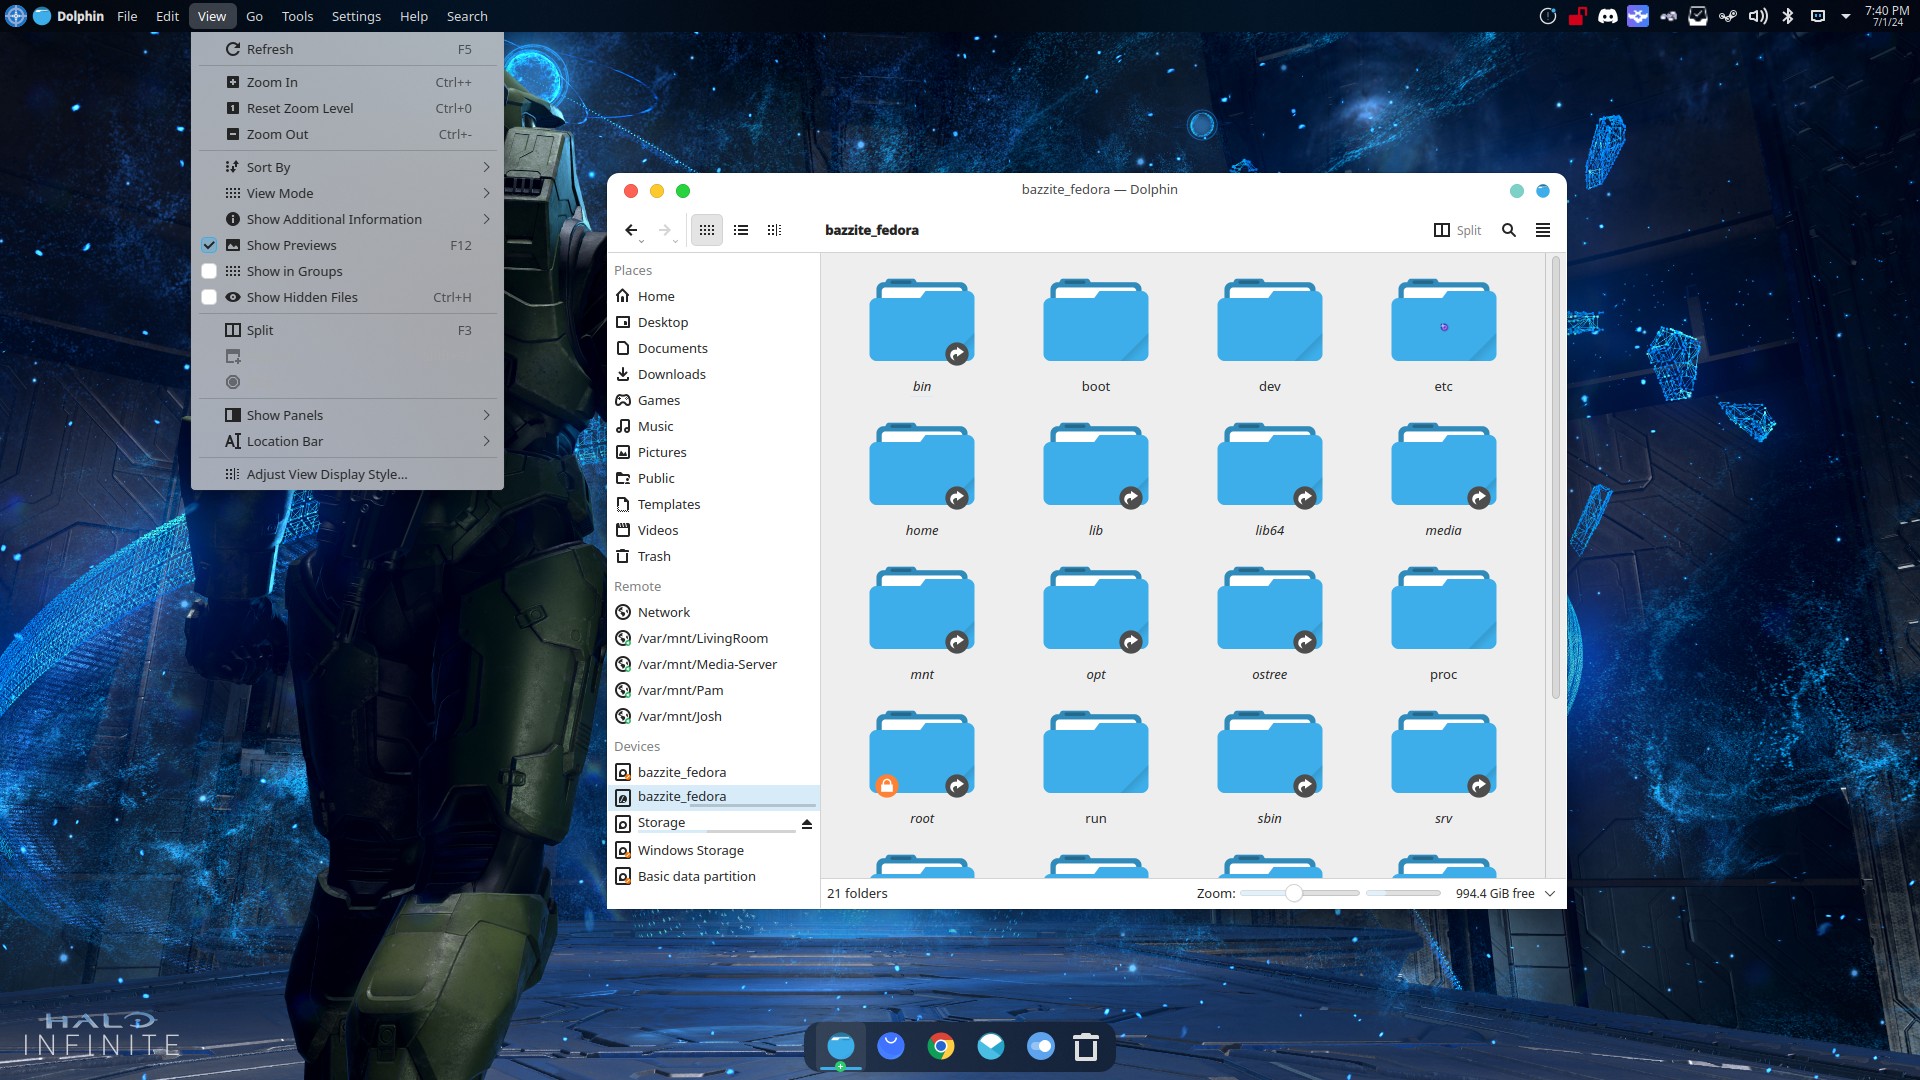 Dolphin File Edit View Go Tools Settings Help Search
7:40 PM
7/1/24
Refresh F5
Zoom In Ctrl++
Reset Zoom Level Ctrl+0
Zoom Out Ctrl+-
Sort By
View Mode
Show Additional Information
Show Previews F12
Show in Groups
Show Hidden Files Ctrl+H
Split F3
Show Panels
Location Bar
Adjust View Display Style...
bazzite_fedora — Dolphin
bazzite_fedora
Split
Places
Home
Desktop
Documents
Downloads
Games
Music
Pictures
Public
Templates
Videos
Trash
Remote
Network
/var/mnt/LivingRoom
/var/mnt/Media-Server
/var/mnt/Pam
/var/mnt/Josh
Devices
bazzite_fedora
bazzite_fedora
Storage
Windows Storage
Basic data partition
bin boot dev etc
home lib lib64 media
mnt opt ostree proc
root run sbin srv
21 folders
Zoom:
994.4 GiB free
HALO
INFINITE